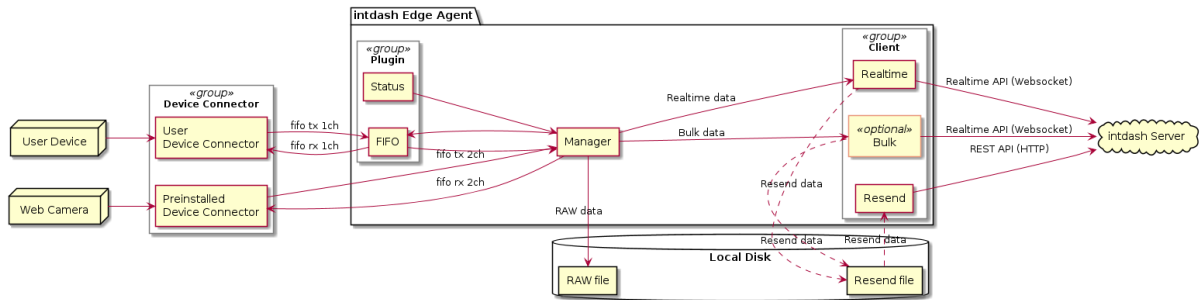 intdash Edge Agent
«group»
Plugin
Status
FIFO
«group»
Client
Realtime
«optional»
Bulk
Resend
«group»
Device Connector
User
Device Connector
Preinstalled
Device Connector
User Device
Web Camera
Manager
intdash Server
Local Disk
RAW file
Resend file
fifo tx 1ch
fifo rx 1ch
fifo tx 2ch
fifo rx 2ch
Realtime data
Bulk data
RAW data
Resend data
Resend data
Resend data
Realtime API (Websocket)
Realtime API (Websocket)
REST API (HTTP)